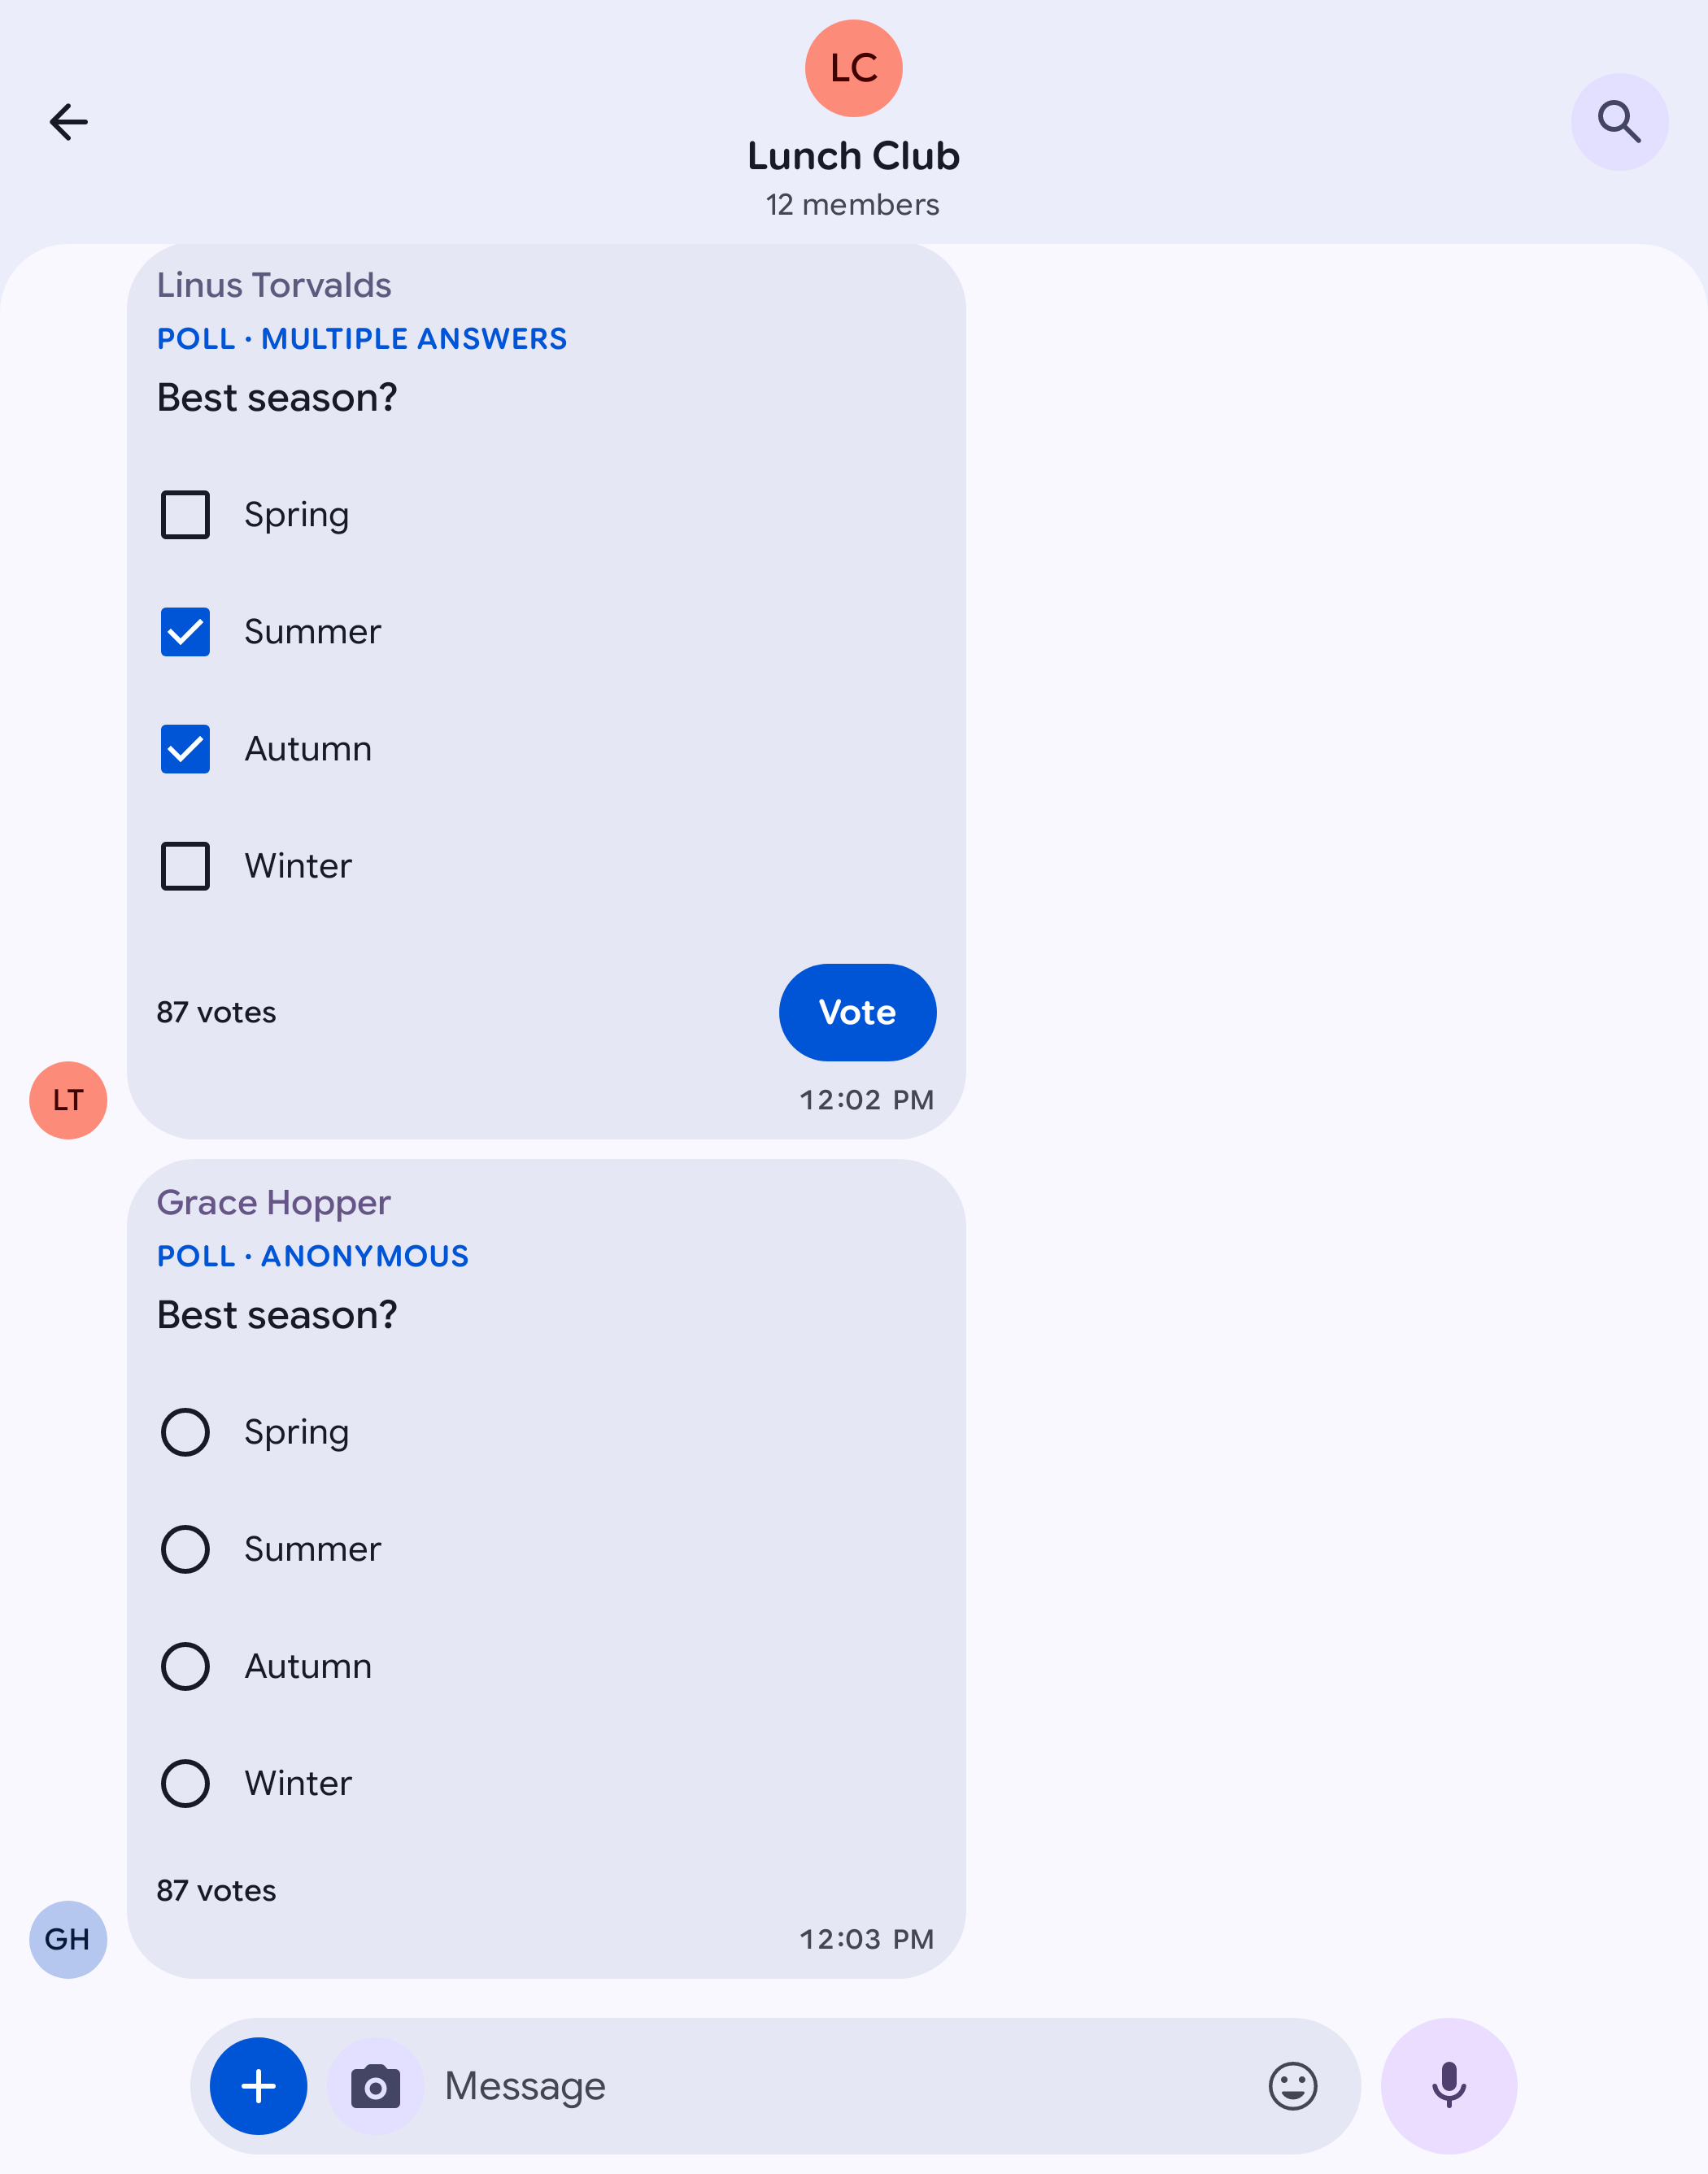 LC
Lunch Club
12 members
Linus Torvalds
POLL · MULTIPLE ANSWERS
Best season?
Spring
Summer
Autumn
Winter
87 votes
Vote
LT
12:02 PM
Grace Hopper
POLL · ANONYMOUS
Best season?
Spring
Summer
Autumn
Winter
87 votes
GH
12:03 PM
Message